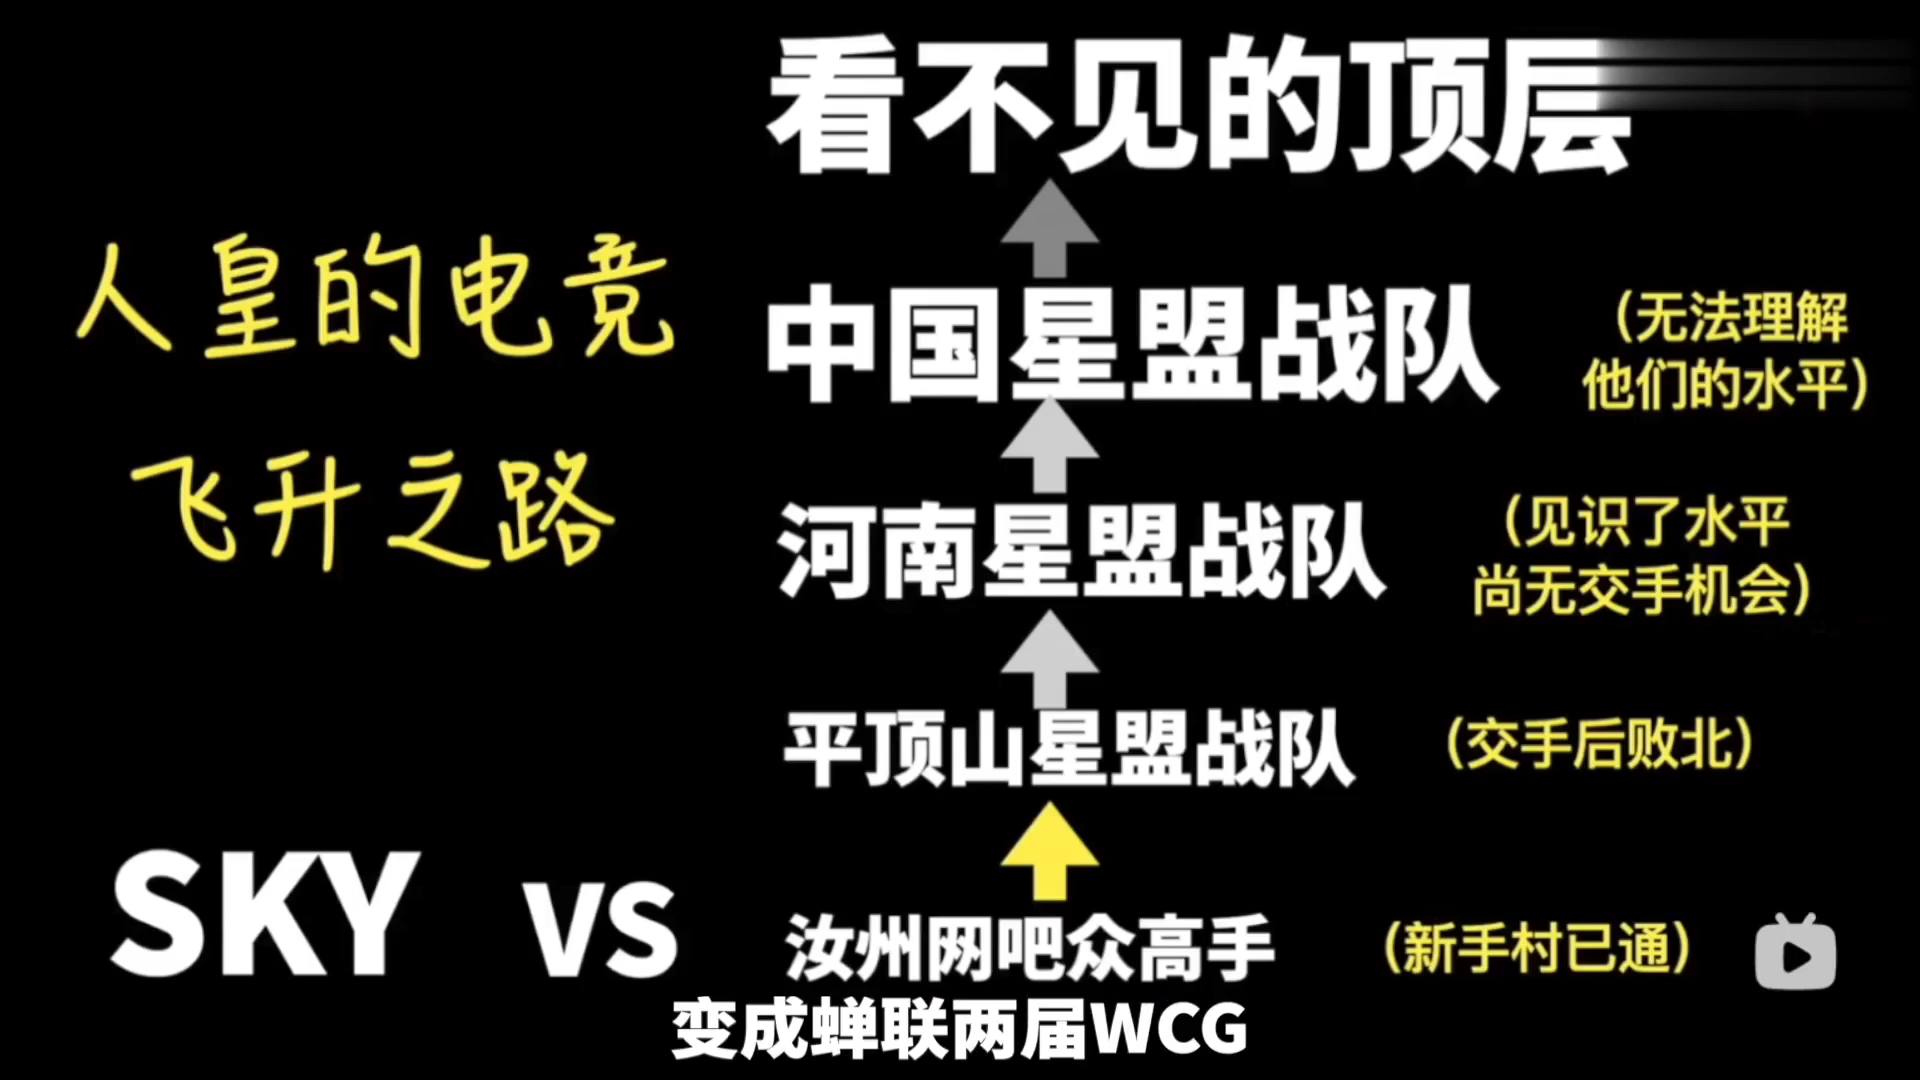 看不见的顶层
人皇的电竞
飞升之路
中国星盟战队
(无法理解
他们的水平)
河南星盟战队
(见识了水平
尚无交手机会)
平顶山星盟战队
(交手后败北)
SKY VS
汝州网吧众高手
(新手村已通)
变成蝉联两届WCG